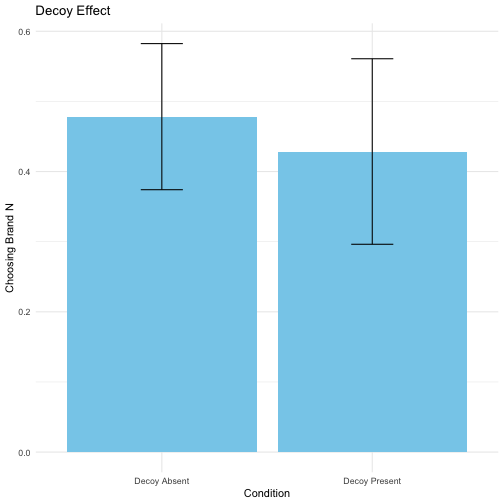 Decoy Effect
0.6
0.4
0.2
0.0
Choosing Brand N
Decoy Absent
Decoy Present
Condition